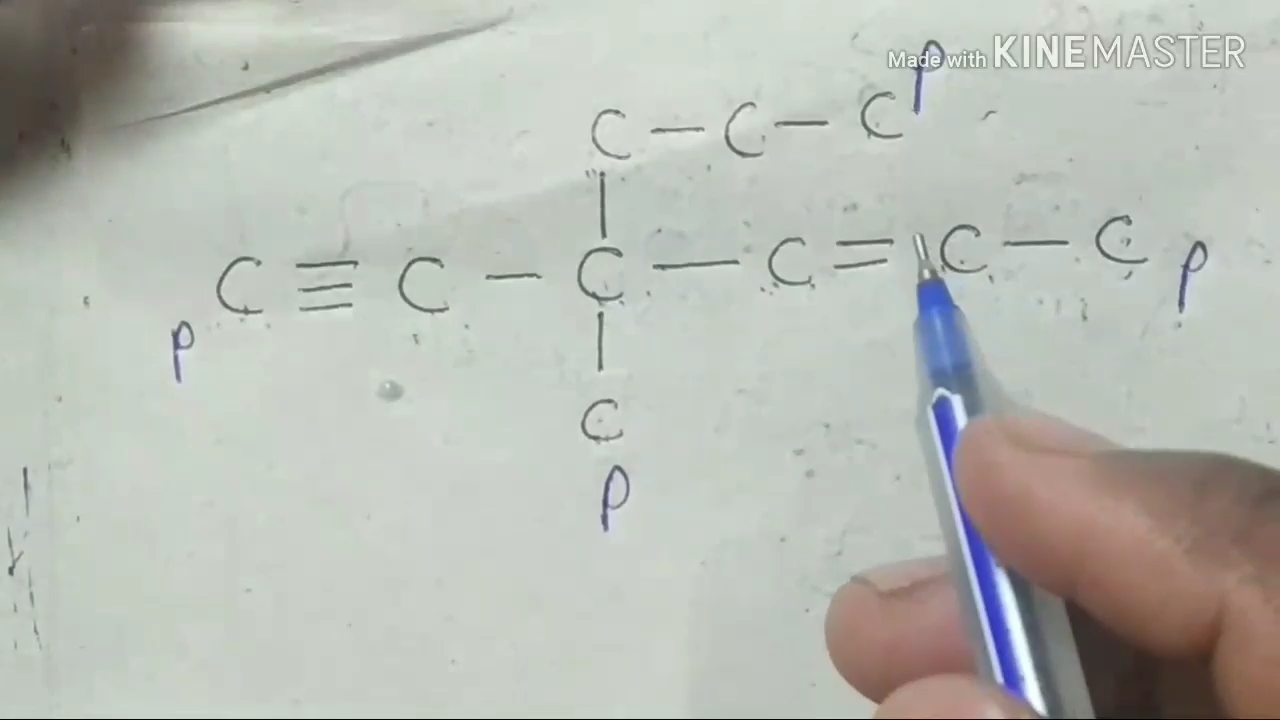 Made with KINEMASTER
C - C - C p
C ≡ C - C - C = C - C p
p
C
p